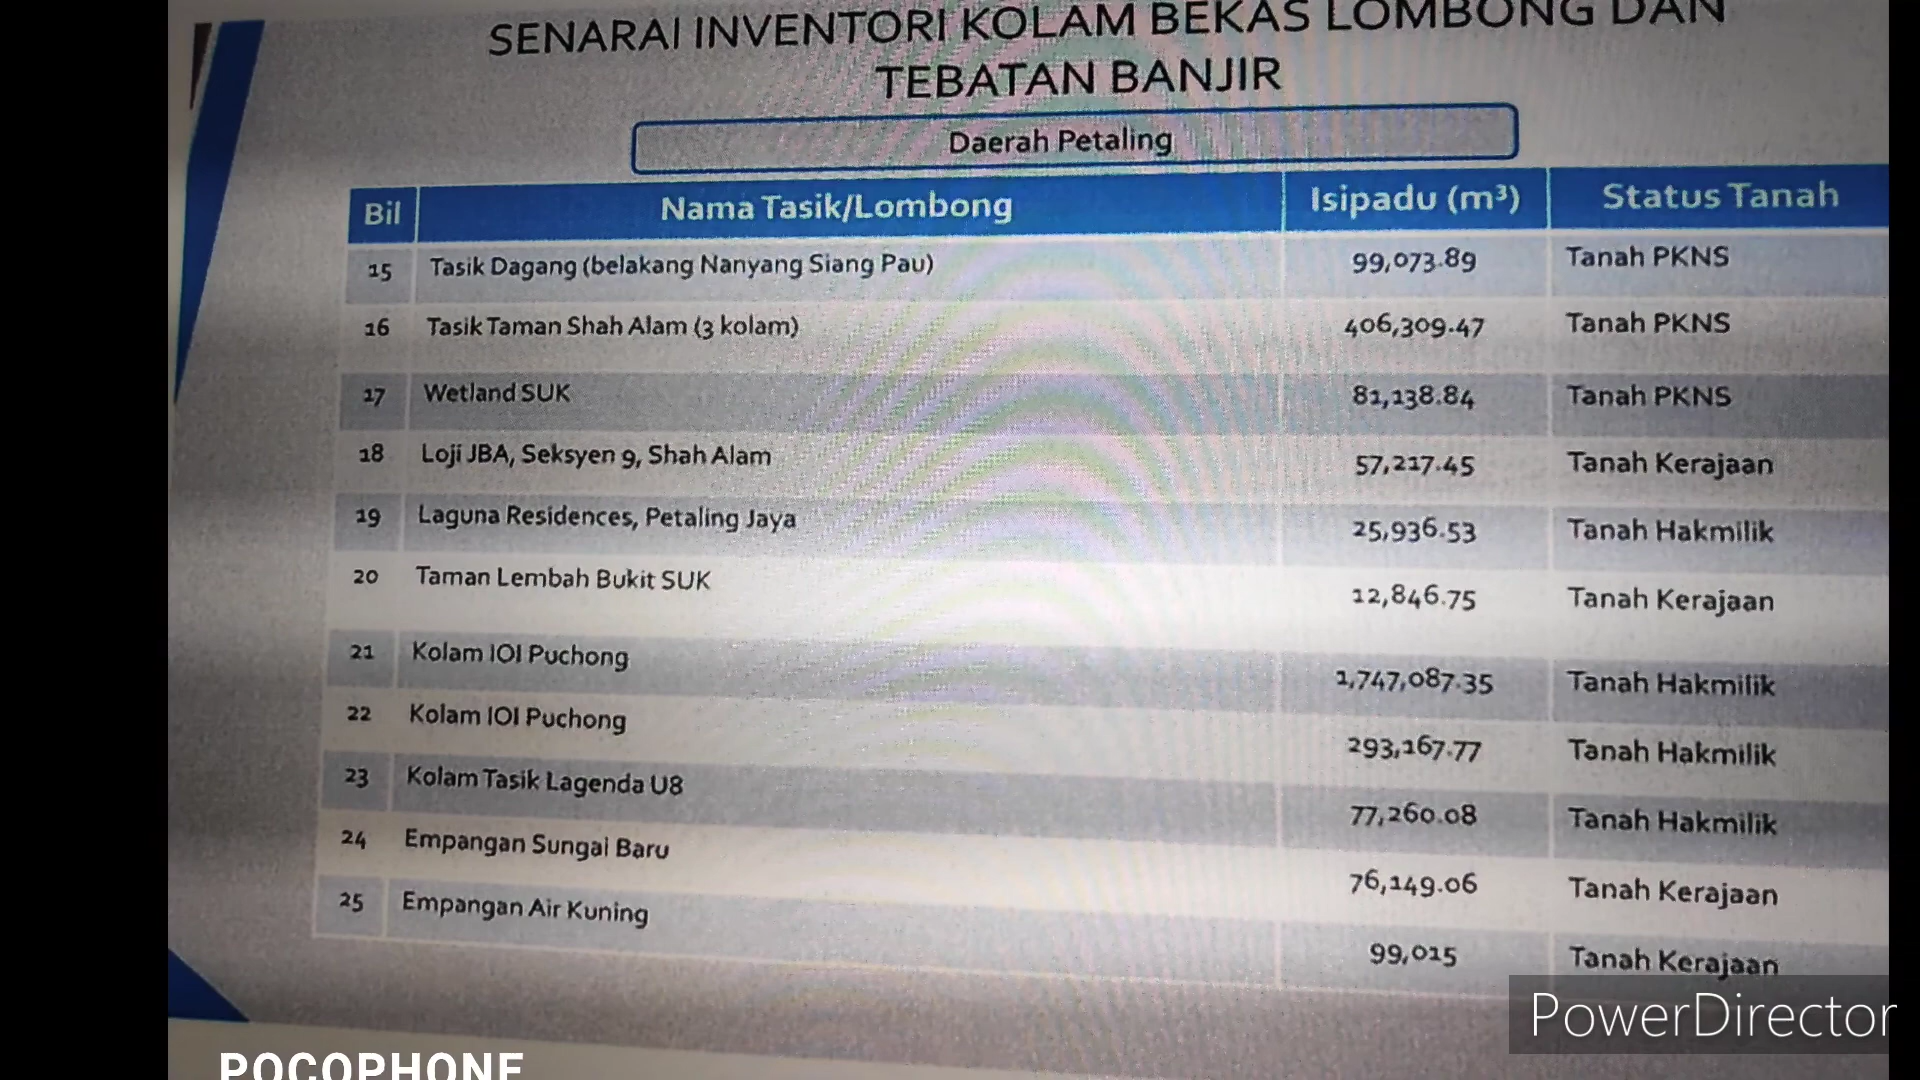 SENARAI INVENTORI KOLAM BEKAS LOMBONG DAN
TEBATAN BANJIR
Daerah Petaling
Bil Nama Tasik/Lombong Isipadu (m³) Status Tanah
15 Tasik Dagang (belakang Nanyang Siang Pau) 99,073.89 Tanah PKNS
16 Tasik Taman Shah Alam (3 kolam) 406,309.47 Tanah PKNS
17 Wetland SUK 81,138.84 Tanah PKNS
18 Loji JBA, Seksyen 9, Shah Alam 57,217.45 Tanah Kerajaan
19 Laguna Residences, Petaling Jaya 25,936.53 Tanah Hakmilik
20 Taman Lembah Bukit SUK 12,846.75 Tanah Kerajaan
21 Kolam IOI Puchong 1,747,087.35 Tanah Hakmilik
22 Kolam IOI Puchong 293,167.77 Tanah Hakmilik
23 Kolam Tasik Lagenda U8 77,260.08 Tanah Hakmilik
24 Empangan Sungai Baru 76,149.06 Tanah Kerajaan
25 Empangan Air Kuning 99,015 Tanah Kerajaan
PowerDirector
POCOPHONE